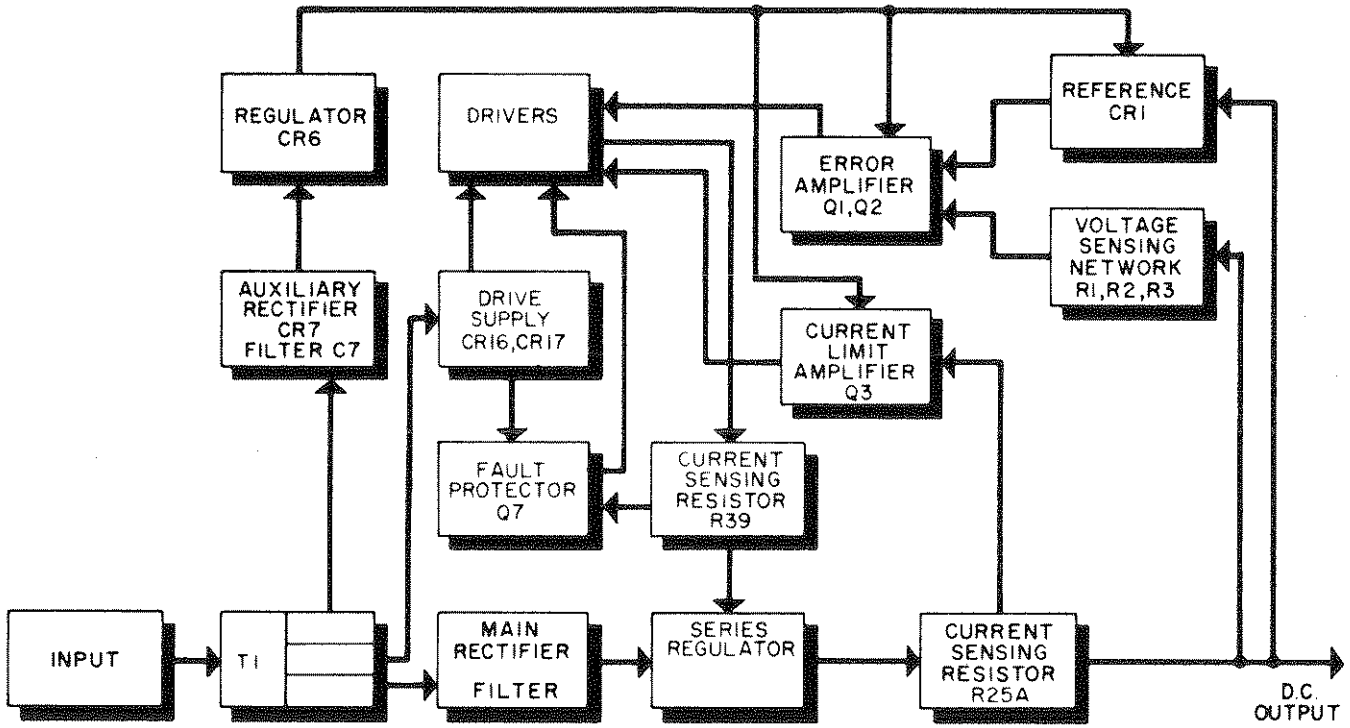 REGULATOR
CR6
DRIVERS
REFERENCE
CR1
ERROR
AMPLIFIER
Q1,Q2
VOLTAGE
SENSING
NETWORK
R1,R2,R3
AUXILIARY
RECTIFIER
CR7
FILTER C7
DRIVE
SUPPLY
CR16,CR17
CURRENT
LIMIT
AMPLIFIER
Q3
FAULT
PROTECTOR
Q7
CURRENT
SENSING
RESISTOR
R39
INPUT
T1
MAIN
RECTIFIER
FILTER
SERIES
REGULATOR
CURRENT
SENSING
RESISTOR
R25A
D.C.
OUTPUT